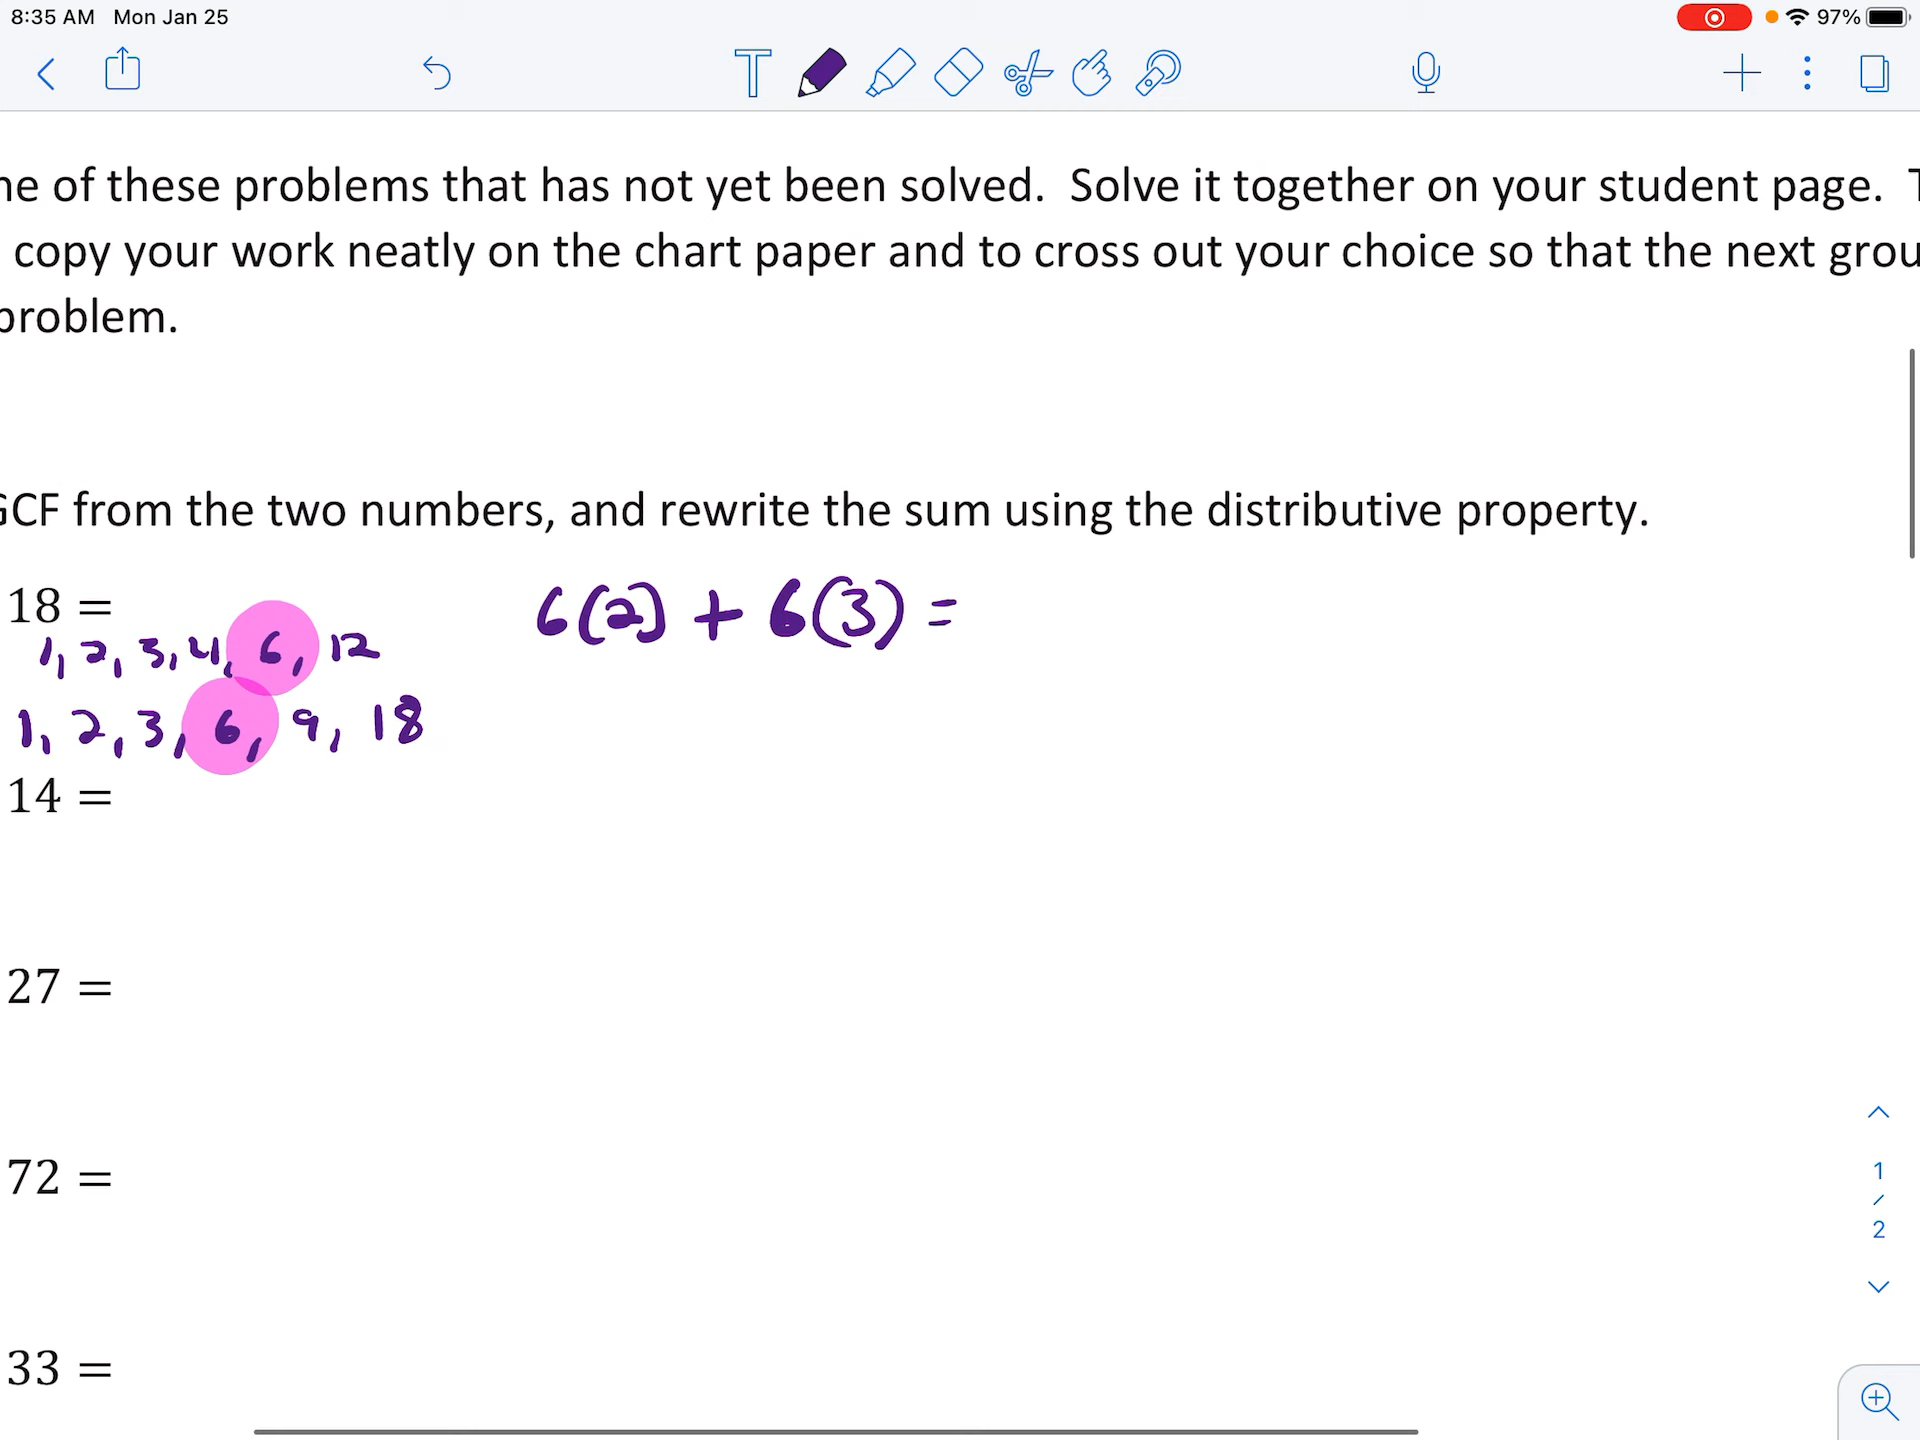 8:35 AM Mon Jan 25
97%
T
of these problems that has not yet been solved. Solve it together on your student page.
copy your work neatly on the chart paper and to cross out your choice so that the next
problem.
GCF from the two numbers, and rewrite the sum using the distributive property.
18 = 6(2) + 6(3) =
1, 2, 3, 4, 6, 12
1, 2, 3, 6, 9, 18
14 =
27 =
72 =
33 =
1
/
2